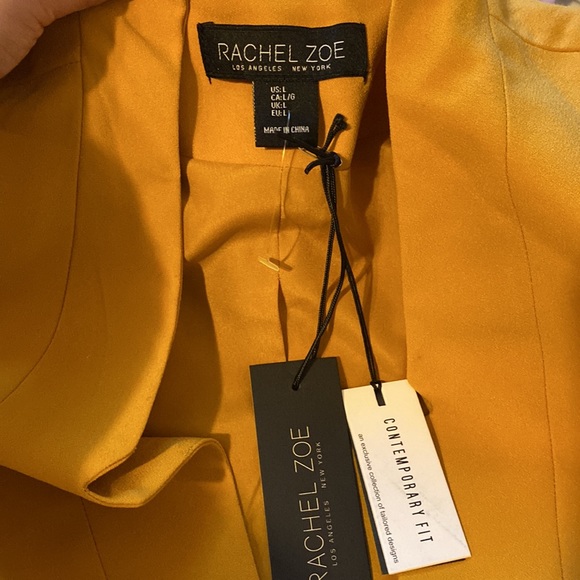 RACHEL ZOE
LOS ANGELES NEW YORK
US:L
CA:L/G
UK:L
EU:L
MADE IN CHINA
RACHEL ZOE
LOS ANGELES NEW YORK
CONTEMPORARY FIT
an exclusive collection of tailored designs